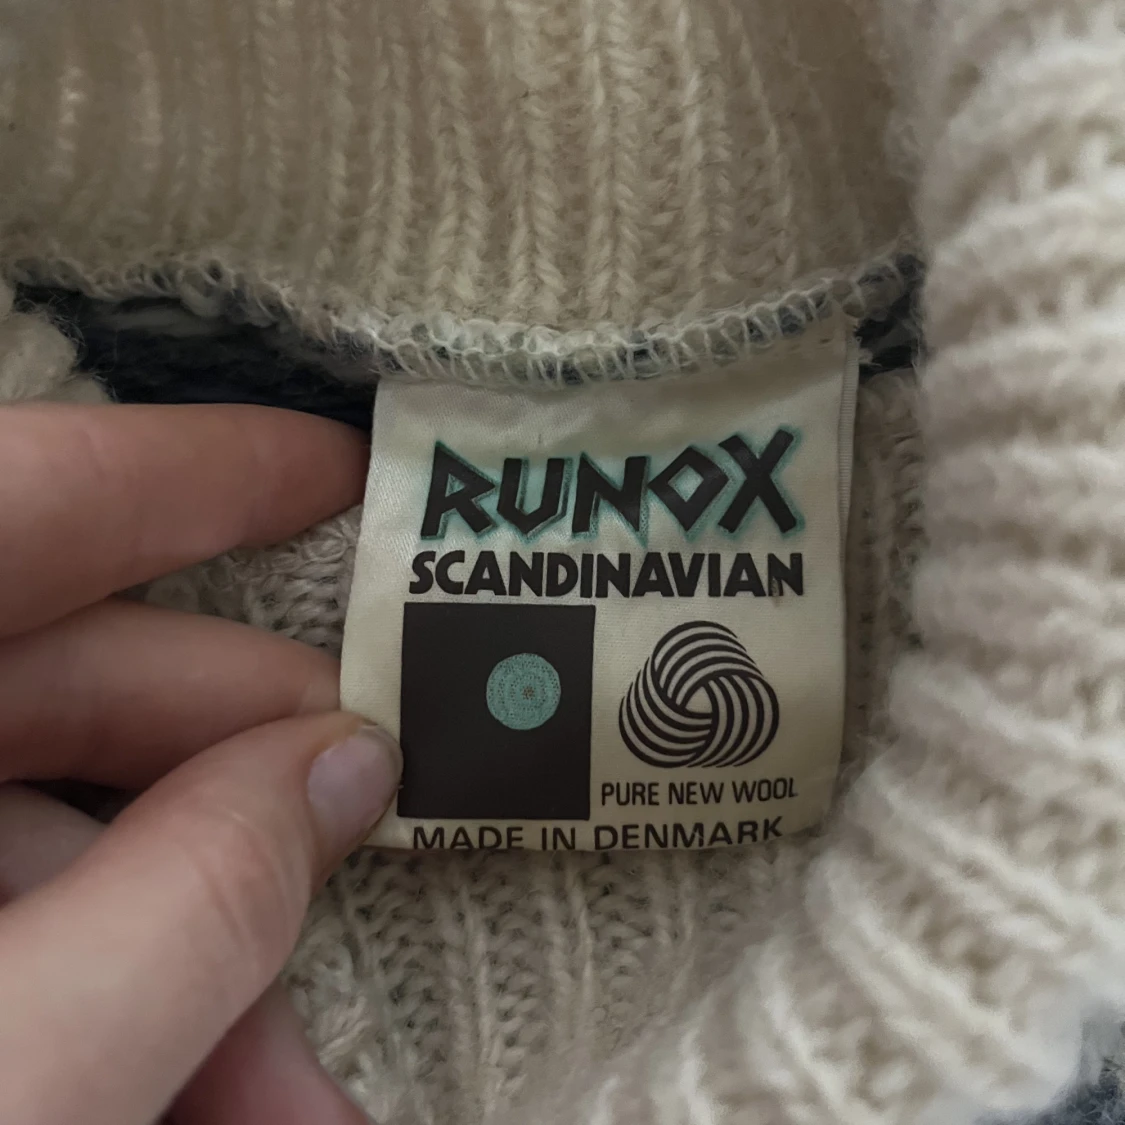 RUNOX
SCANDINAVIAN
PURE NEW WOOL
MADE IN DENMARK